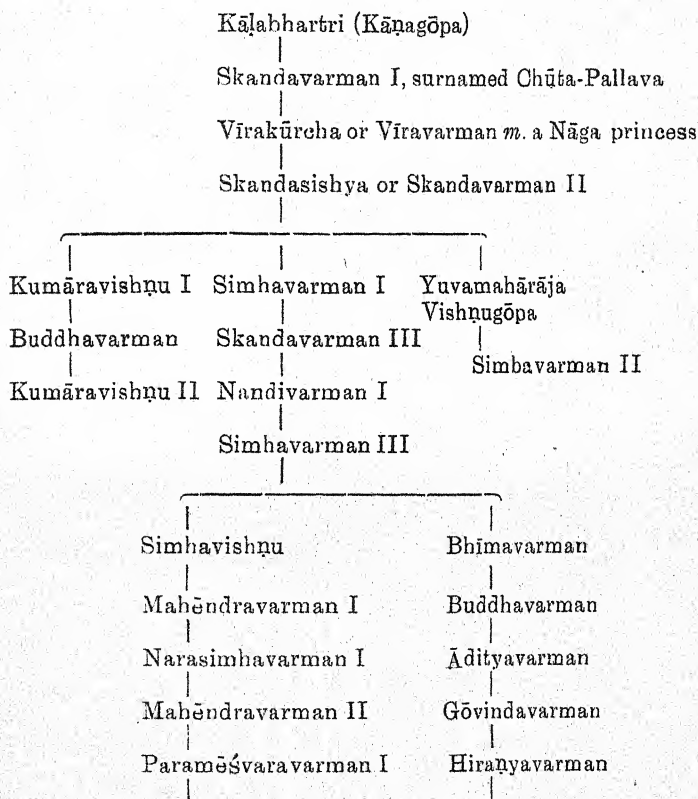 Kāḷabhartri (Kāṇagōpa)
Skandavarman I, surnamed Chūta-Pallava
Vīrakūrcha or Vīravarman m. a Nāga princess
Skandasishya or Skandavarman II
Kumāravishṇu I Simhavarman I Yuvamahārāja
Vishṇugōpa
Buddhavarman Skandavarman III
Simhavarman II
Kumāravishṇu II Nandivarman I
Simhavarman III
Simhavishṇu Bhīmavarman
Mahēndravarman I Buddhavarman
Narasimhavarman I Ādityavarman
Mahēndravarman II Gōvindavarman
Paramēśvaravarman I Hiraṇyavarman